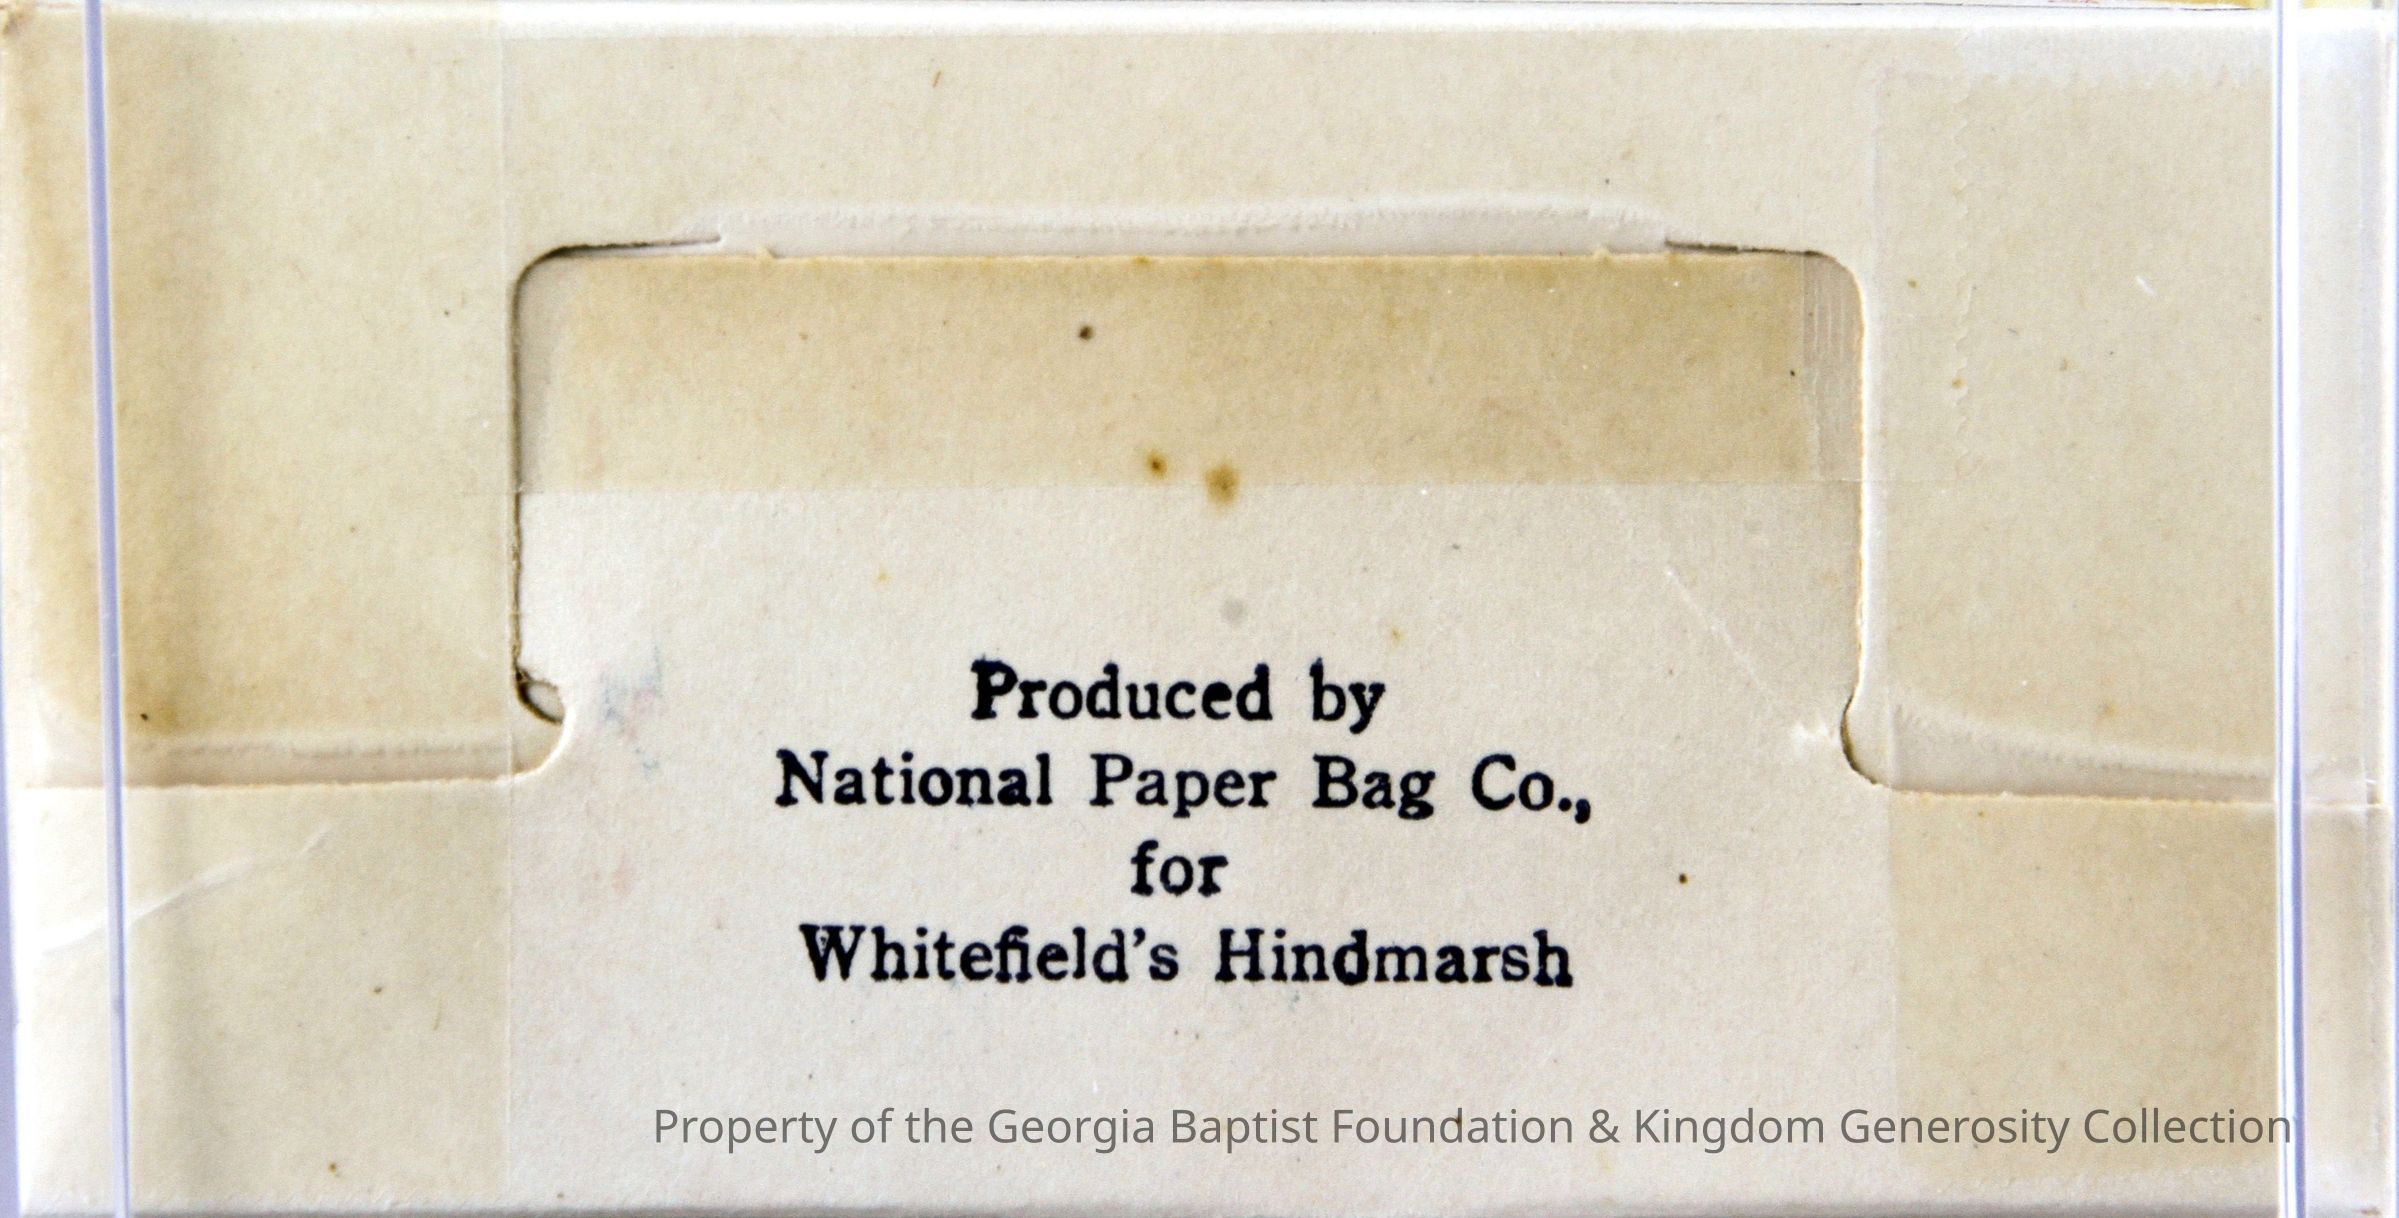 Produced by
National Paper Bag Co.,
for
Whitefield's Hindmarsh
Property of the Georgia Baptist Foundation & Kingdom Generosity Collection